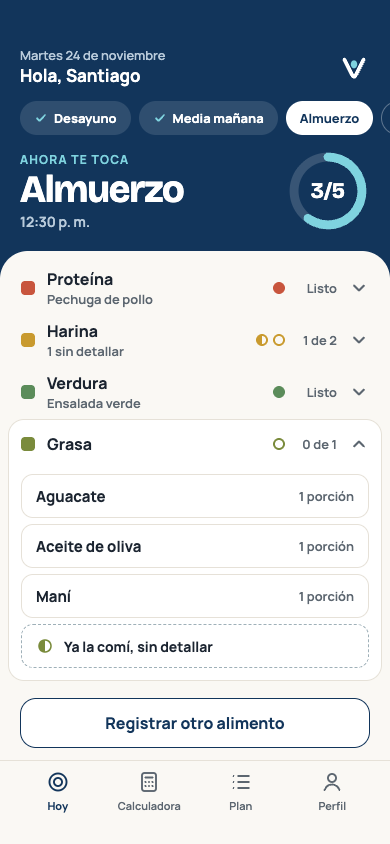 Martes 24 de noviembre
Hola, Santiago
Desayuno
Media mañana
Almuerzo
AHORA TE TOCA
Almuerzo
12:30 p. m.
3/5
Proteína
Pechuga de pollo
Listo
Harina
1 sin detallar
1 de 2
Verdura
Ensalada verde
Listo
Grasa
0 de 1
Aguacate
1 porción
Aceite de oliva
1 porción
Maní
1 porción
Ya la comí, sin detallar
Registrar otro alimento
Hoy
Calculadora
Plan
Perfil